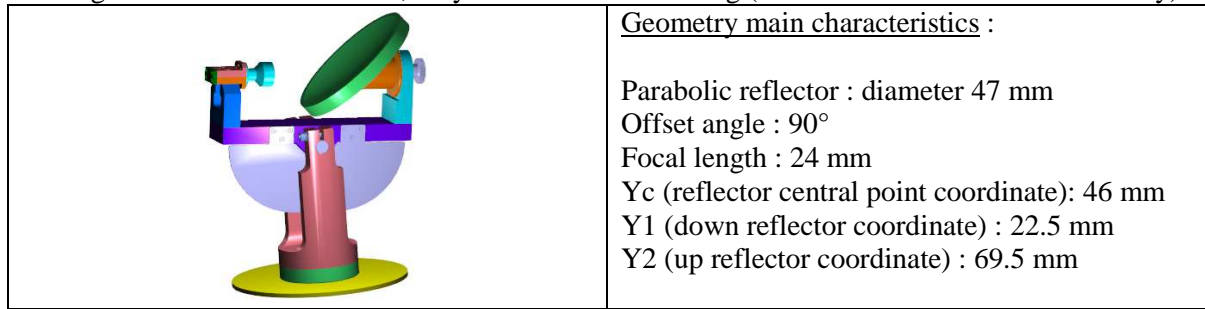 Geometry main characteristics :
Parabolic reflector : diameter 47 mm
Offset angle : 90°
Focal length : 24 mm
Yc (reflector central point coordinate): 46 mm
Y1 (down reflector coordinate) : 22.5 mm
Y2 (up reflector coordinate) : 69.5 mm